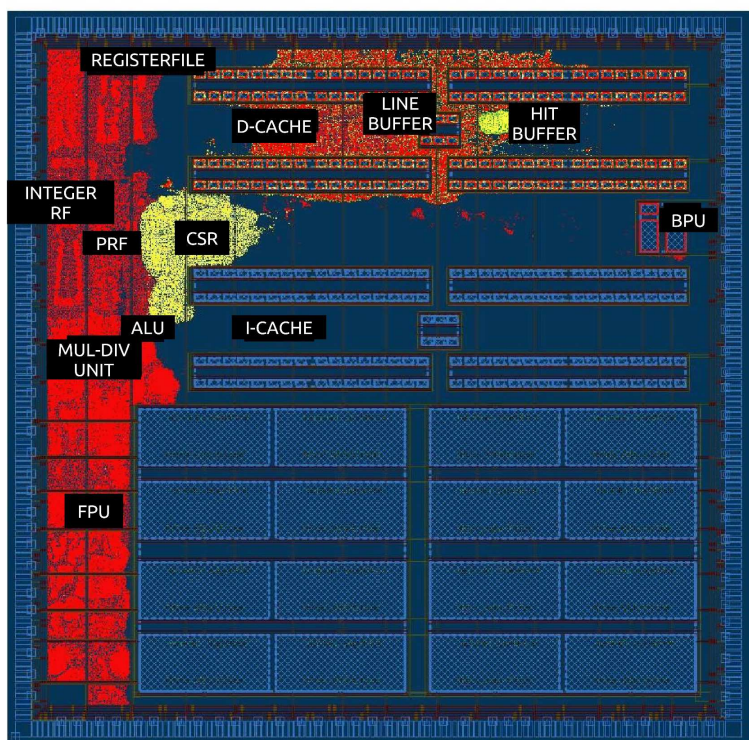 REGISTERFILE
D-CACHE
LINE
BUFFER
HIT
BUFFER
INTEGER
RF
PRF
CSR
BPU
ALU
I-CACHE
MUL-DIV
UNIT
FPU